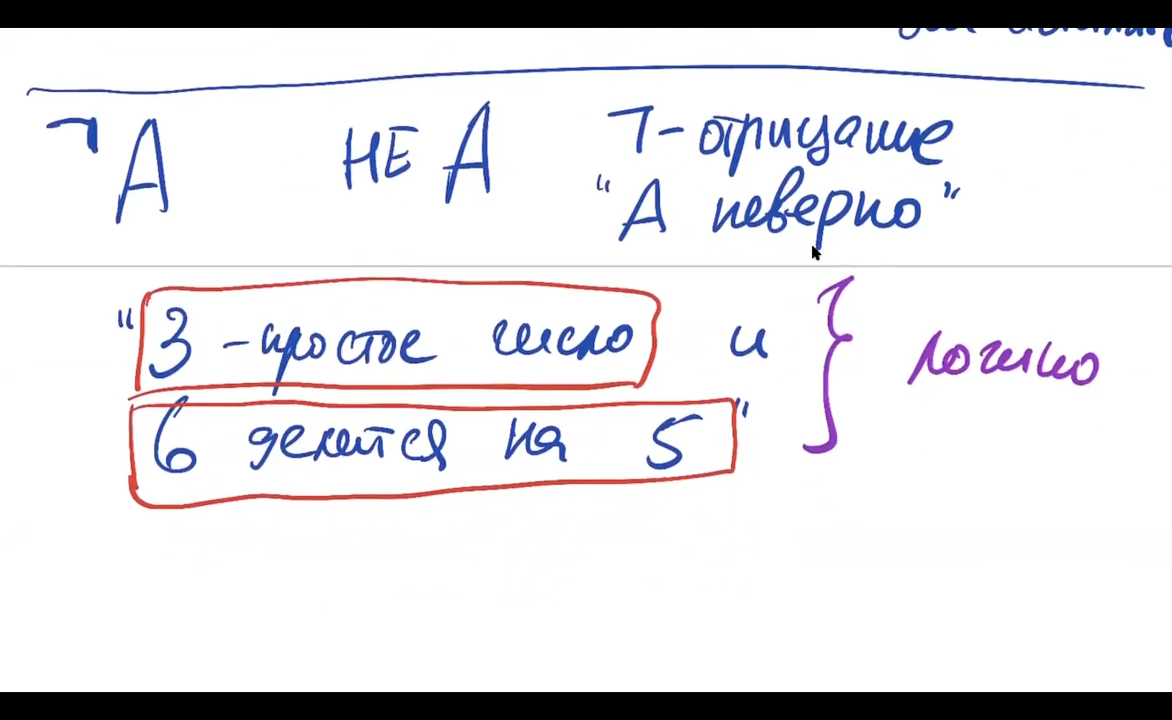 ¬A НЕ A ¬ - отрицание
"А неверно"
"3 - простое число и
6 делится на 5"
ложно